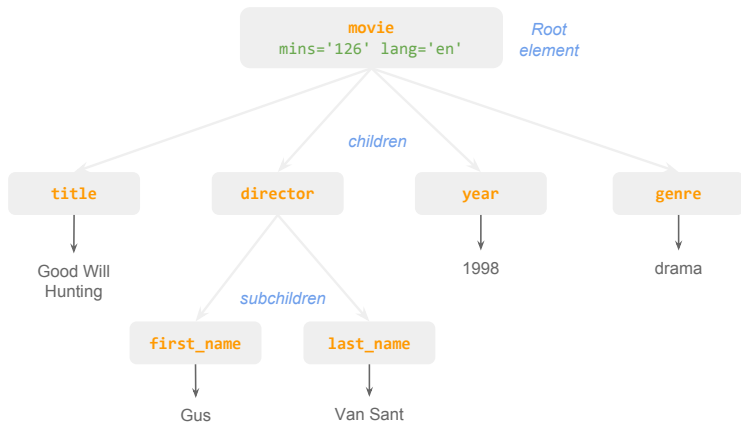 movie
mins='126' lang='en'
Root
element
children
title
director
year
genre
Good Will
Hunting
1998
drama
subchildren
first_name
last_name
Gus
Van Sant